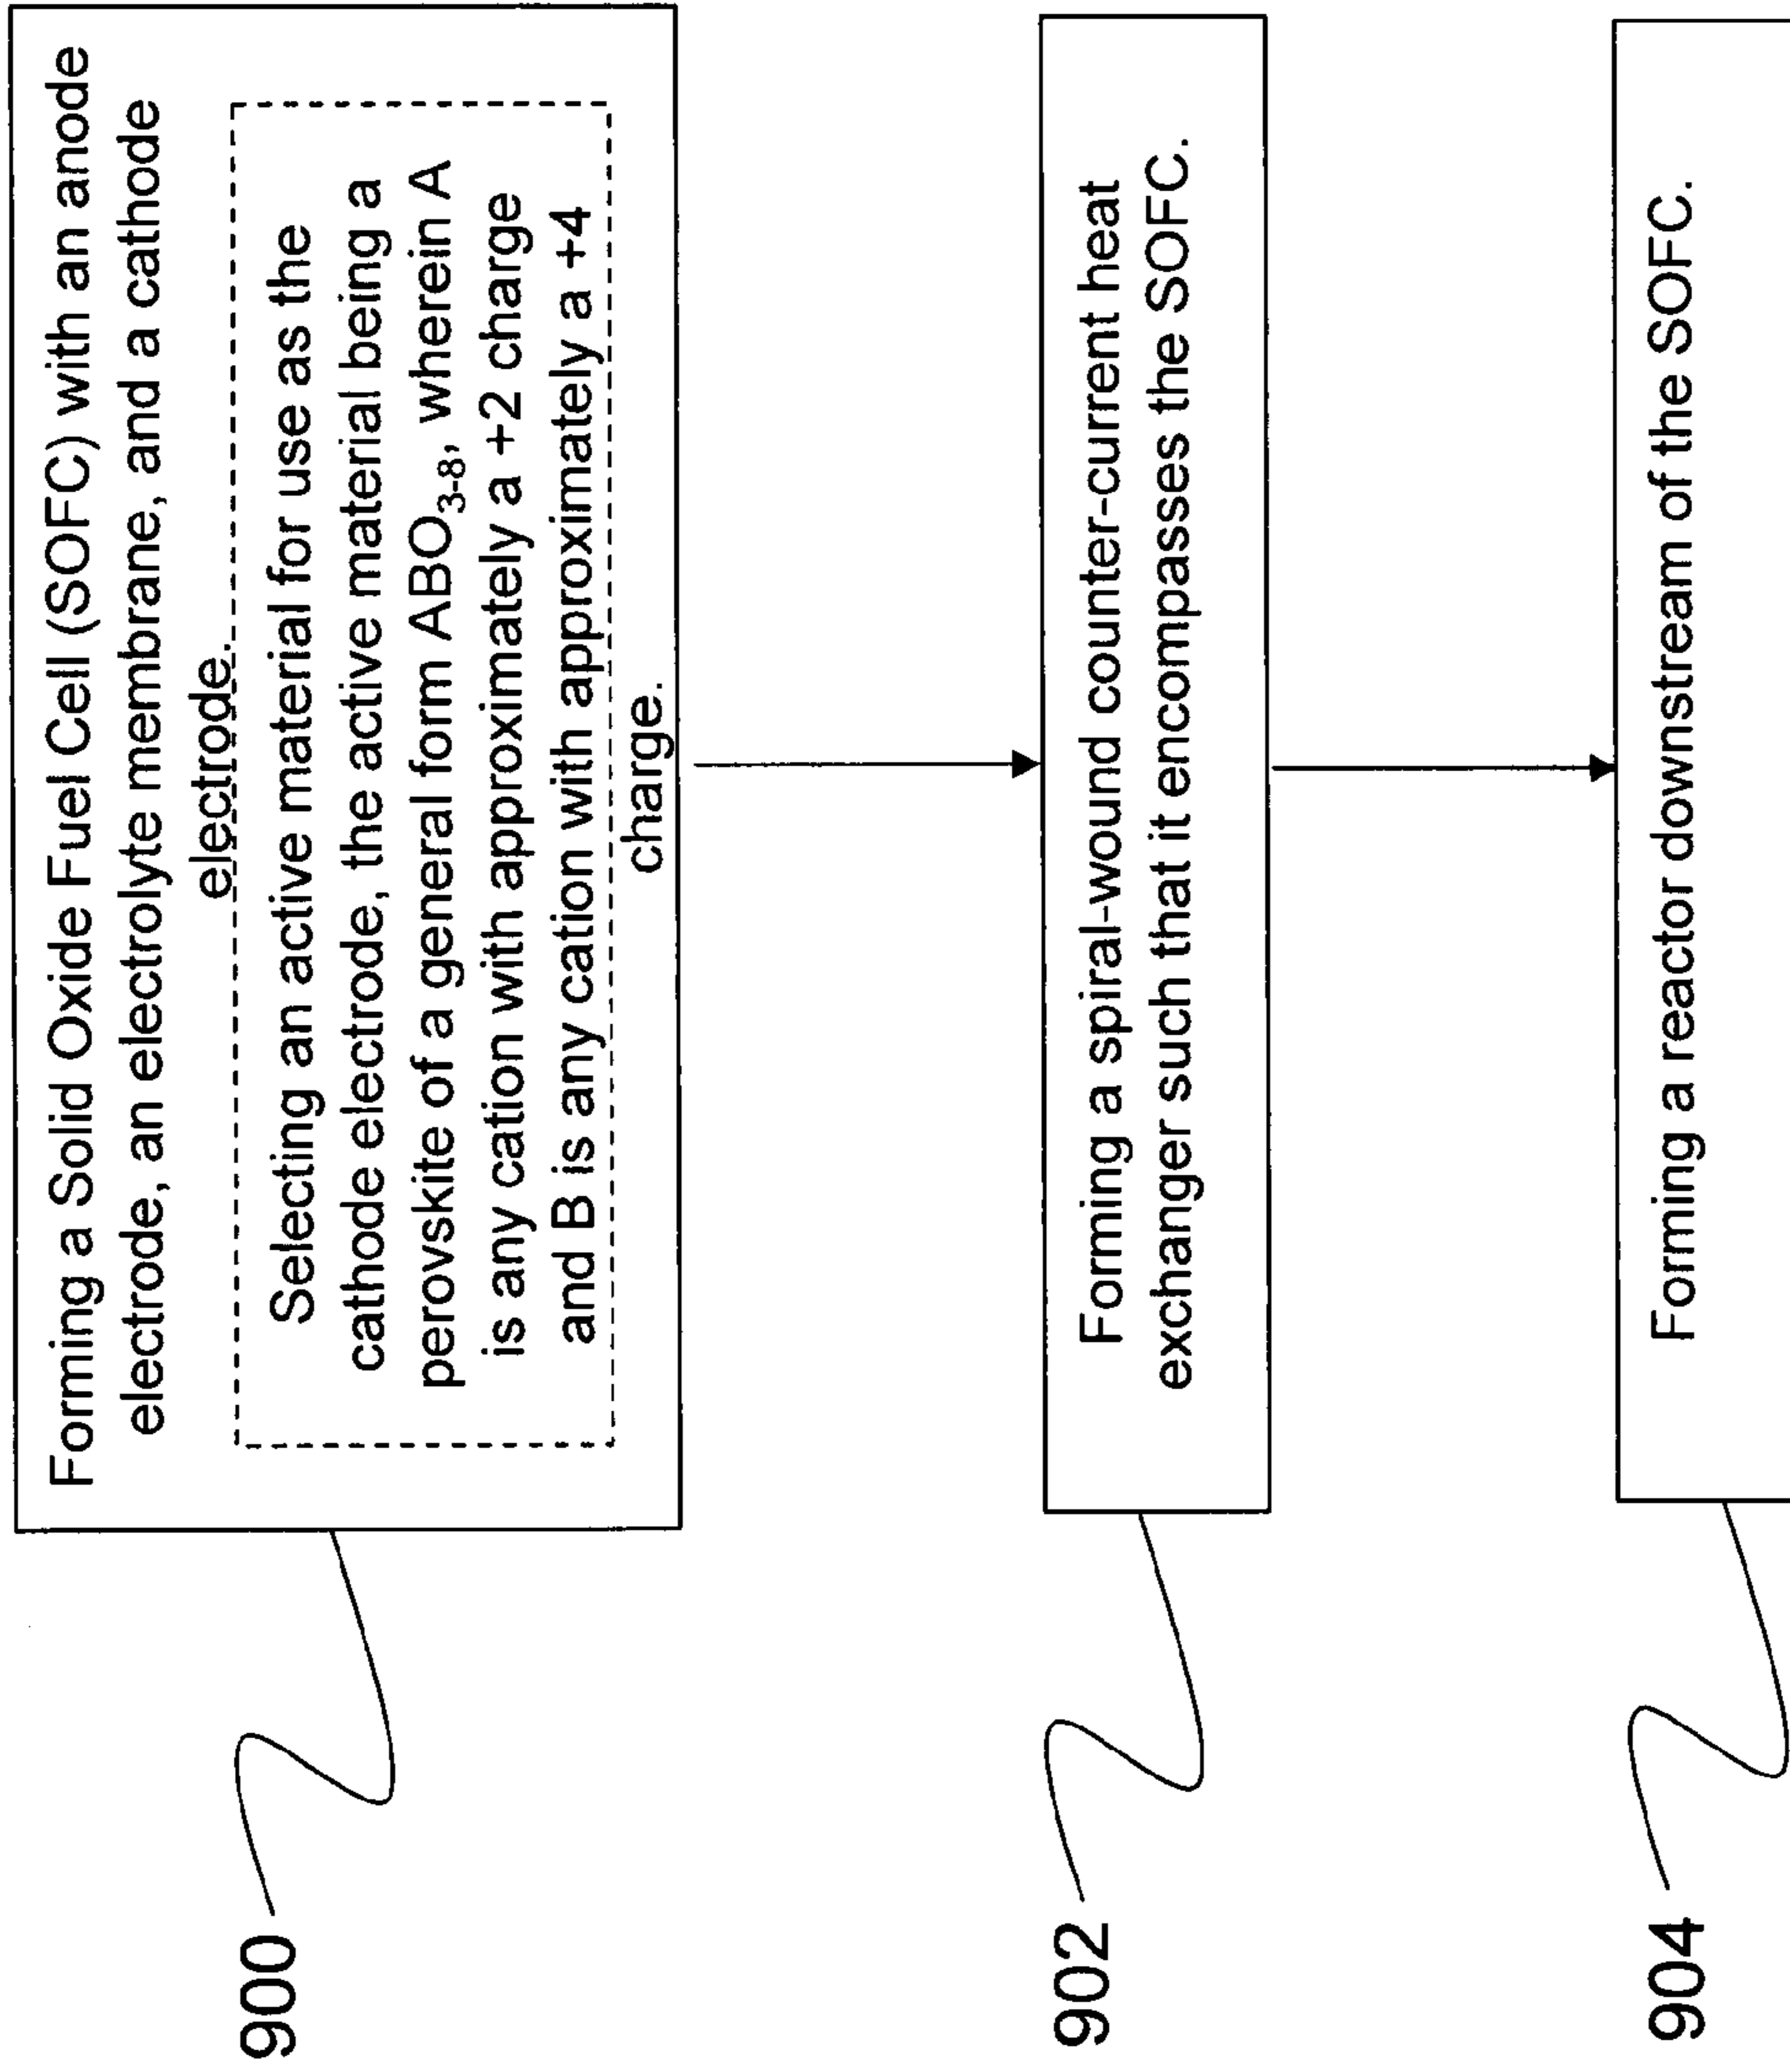 900
Forming a Solid Oxide Fuel Cell (SOFC) with an anode
electrode, an electrolyte membrane, and a cathode
electrode.
Selecting an active material for use as the
cathode electrode, the active material being a
perovskite of a general form ABO₃₋₈, wherein A
is any cation with approximately a +2 charge
and B is any cation with approximately a +4
charge.
902
Forming a spiral-wound counter-current heat
exchanger such that it encompasses the SOFC.
904
Forming a reactor downstream of the SOFC.